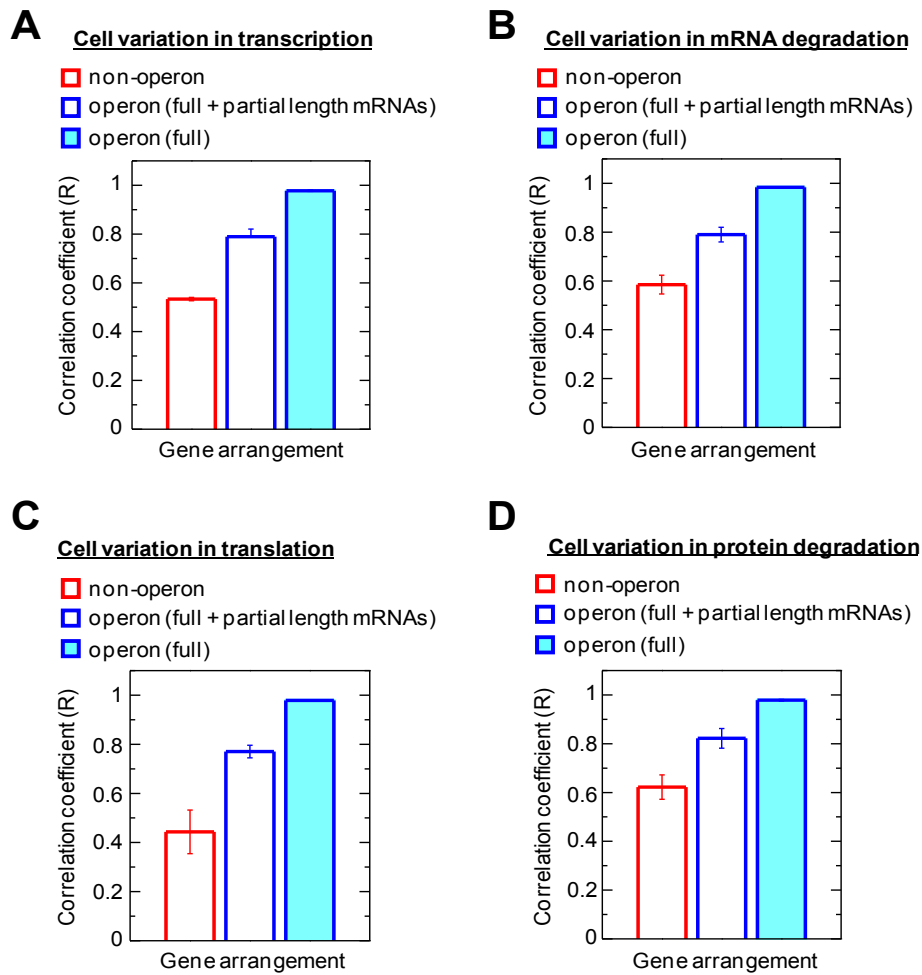 A
Cell variation in transcription
non-operon
operon (full + partial length mRNAs)
operon (full)
Correlation coefficient (R)
1
0.8
0.6
0.4
0.2
0
Gene arrangement
B
Cell variation in mRNA degradation
non-operon
operon (full + partial length mRNAs)
operon (full)
Correlation coefficient (R)
1
0.8
0.6
0.4
0.2
0
Gene arrangement
C
Cell variation in translation
non-operon
operon (full + partial length mRNAs)
operon (full)
Correlation coefficient (R)
1
0.8
0.6
0.4
0.2
0
Gene arrangement
D
Cell variation in protein degradation
non-operon
operon (full + partial length mRNAs)
operon (full)
Correlation coefficient (R)
1
0.8
0.6
0.4
0.2
0
Gene arrangement